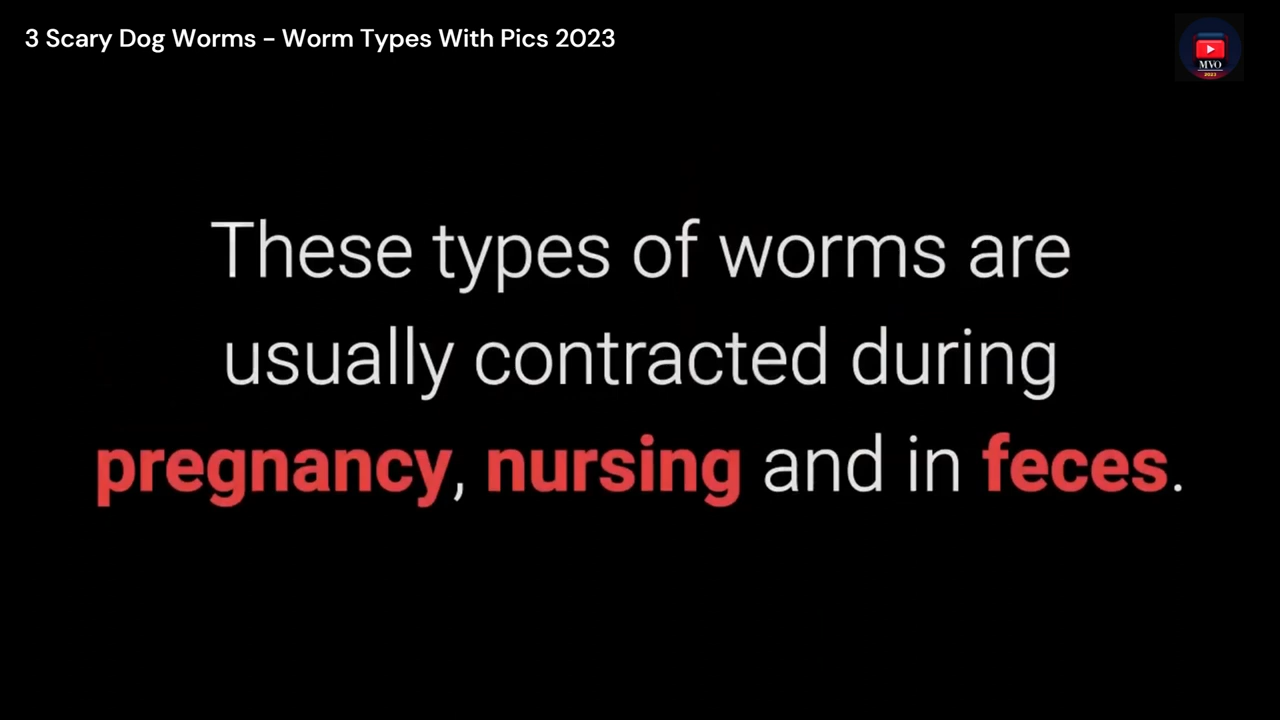 3 Scary Dog Worms - Worm Types With Pics 2023
MVO
2023
These types of worms are
usually contracted during
pregnancy, nursing and in feces.